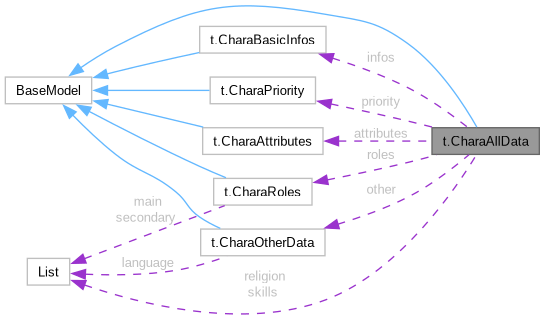 t.CharaBasicInfos
infos
BaseModel
t.CharaPriority
priority
t.CharaAttributes
attributes
t.CharaAllData
roles
t.CharaRoles
other
main
secondary
t.CharaOtherData
language
List
religion
skills